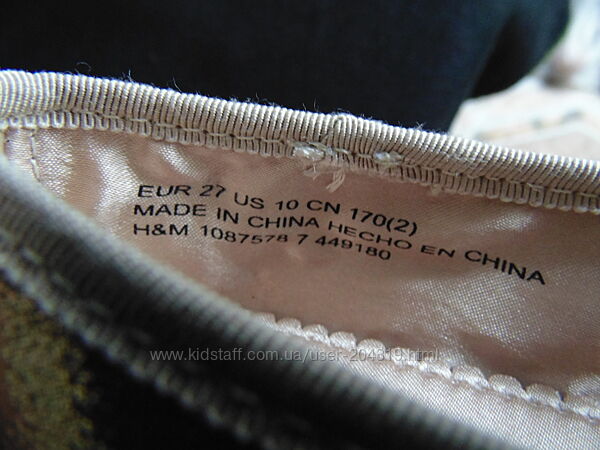 EUR 27 US 10 CN 170(2)
MADE IN CHINA HECHO EN CHINA
H&M 1087578 7 449180
www.kidstaff.com.ua/user-204319.html